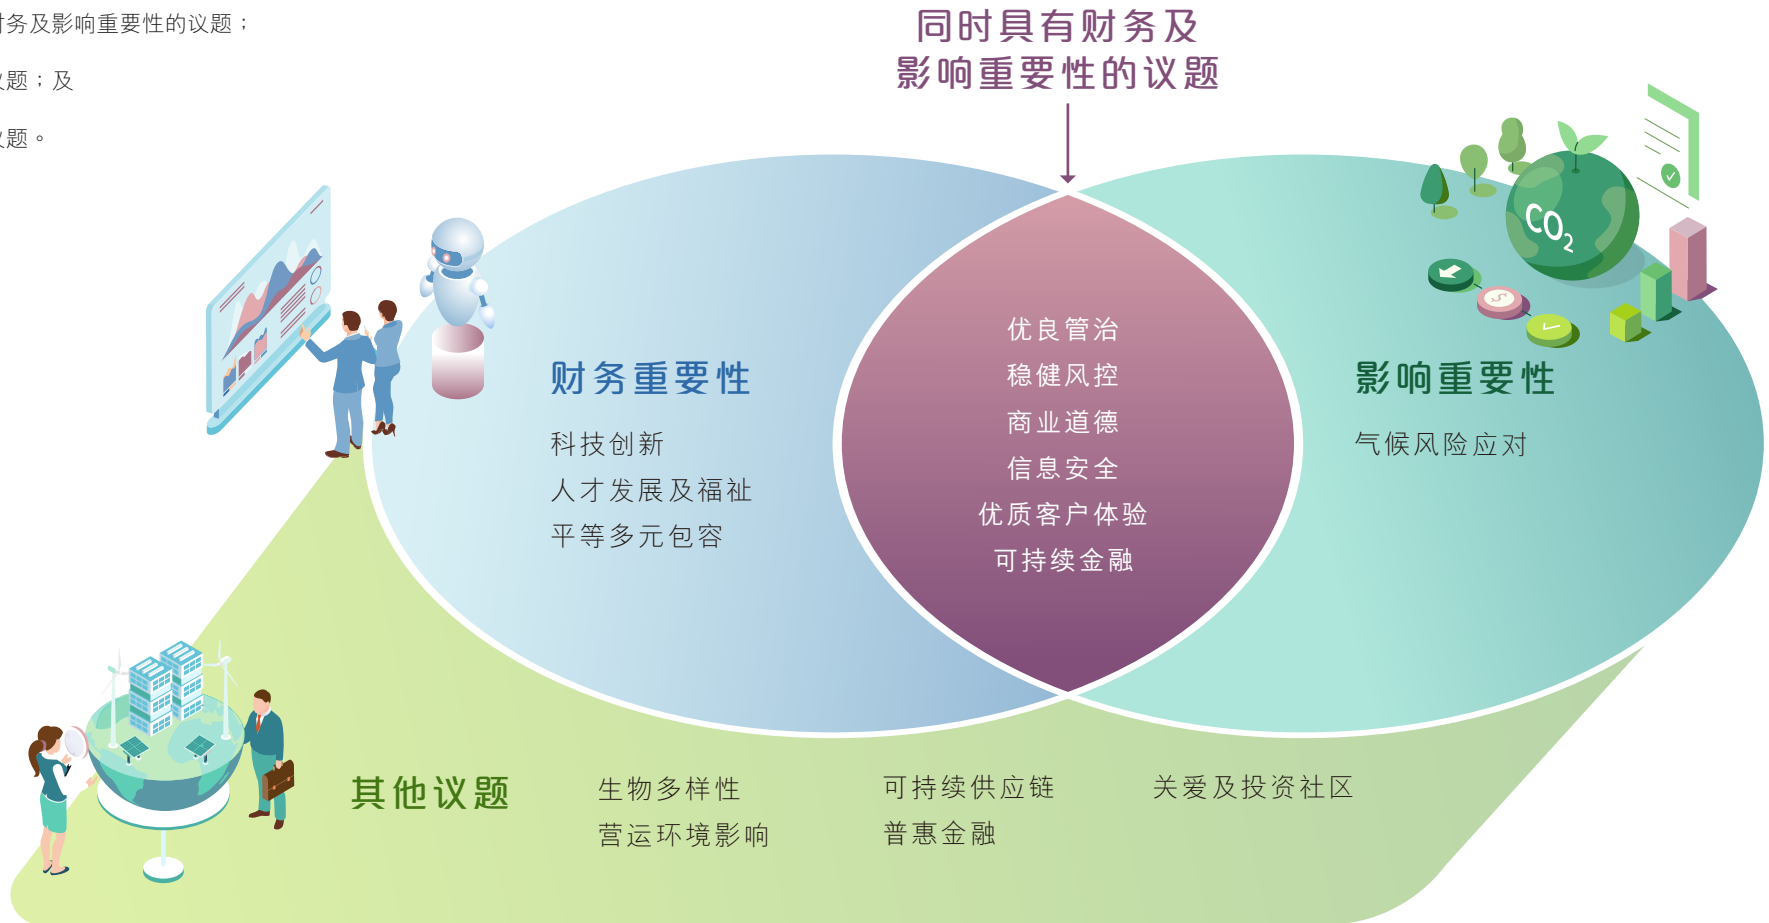 财务及影响重要性的议题；
议题；及
议题。
同时具有财务及
影响重要性的议题
CO2
财务重要性
科技创新
人才发展及福祉
平等多元包容
优良管治
稳健风控
商业道德
信息安全
优质客户体验
可持续金融
影响重要性
气候风险应对
其他议题
生物多样性
营运环境影响
可持续供应链
普惠金融
关爱及投资社区